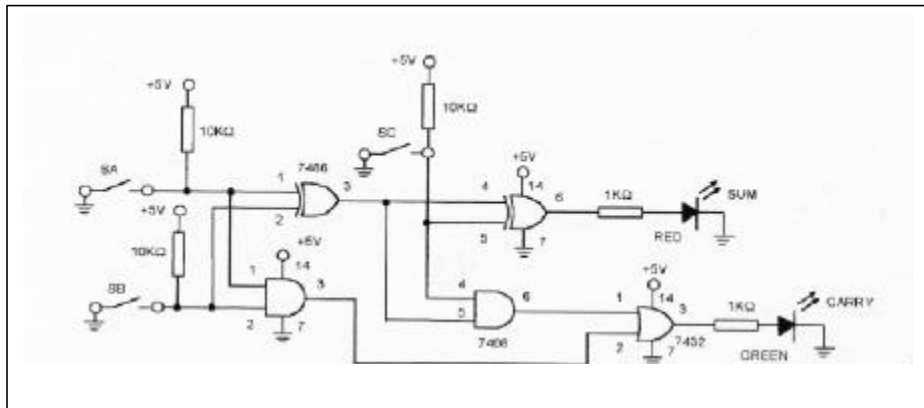 +5V
+5V
10KΩ
10KΩ
SC
+5V
SA
1
7486
3
4
14
6
1KΩ
SUM
+5V
2
5
7
RED
10KΩ
+5V
14
+5V
1
3
4
6
1
14
3
1KΩ
CARRY
SB
5
2
7
7408
2
7432
7
GREEN